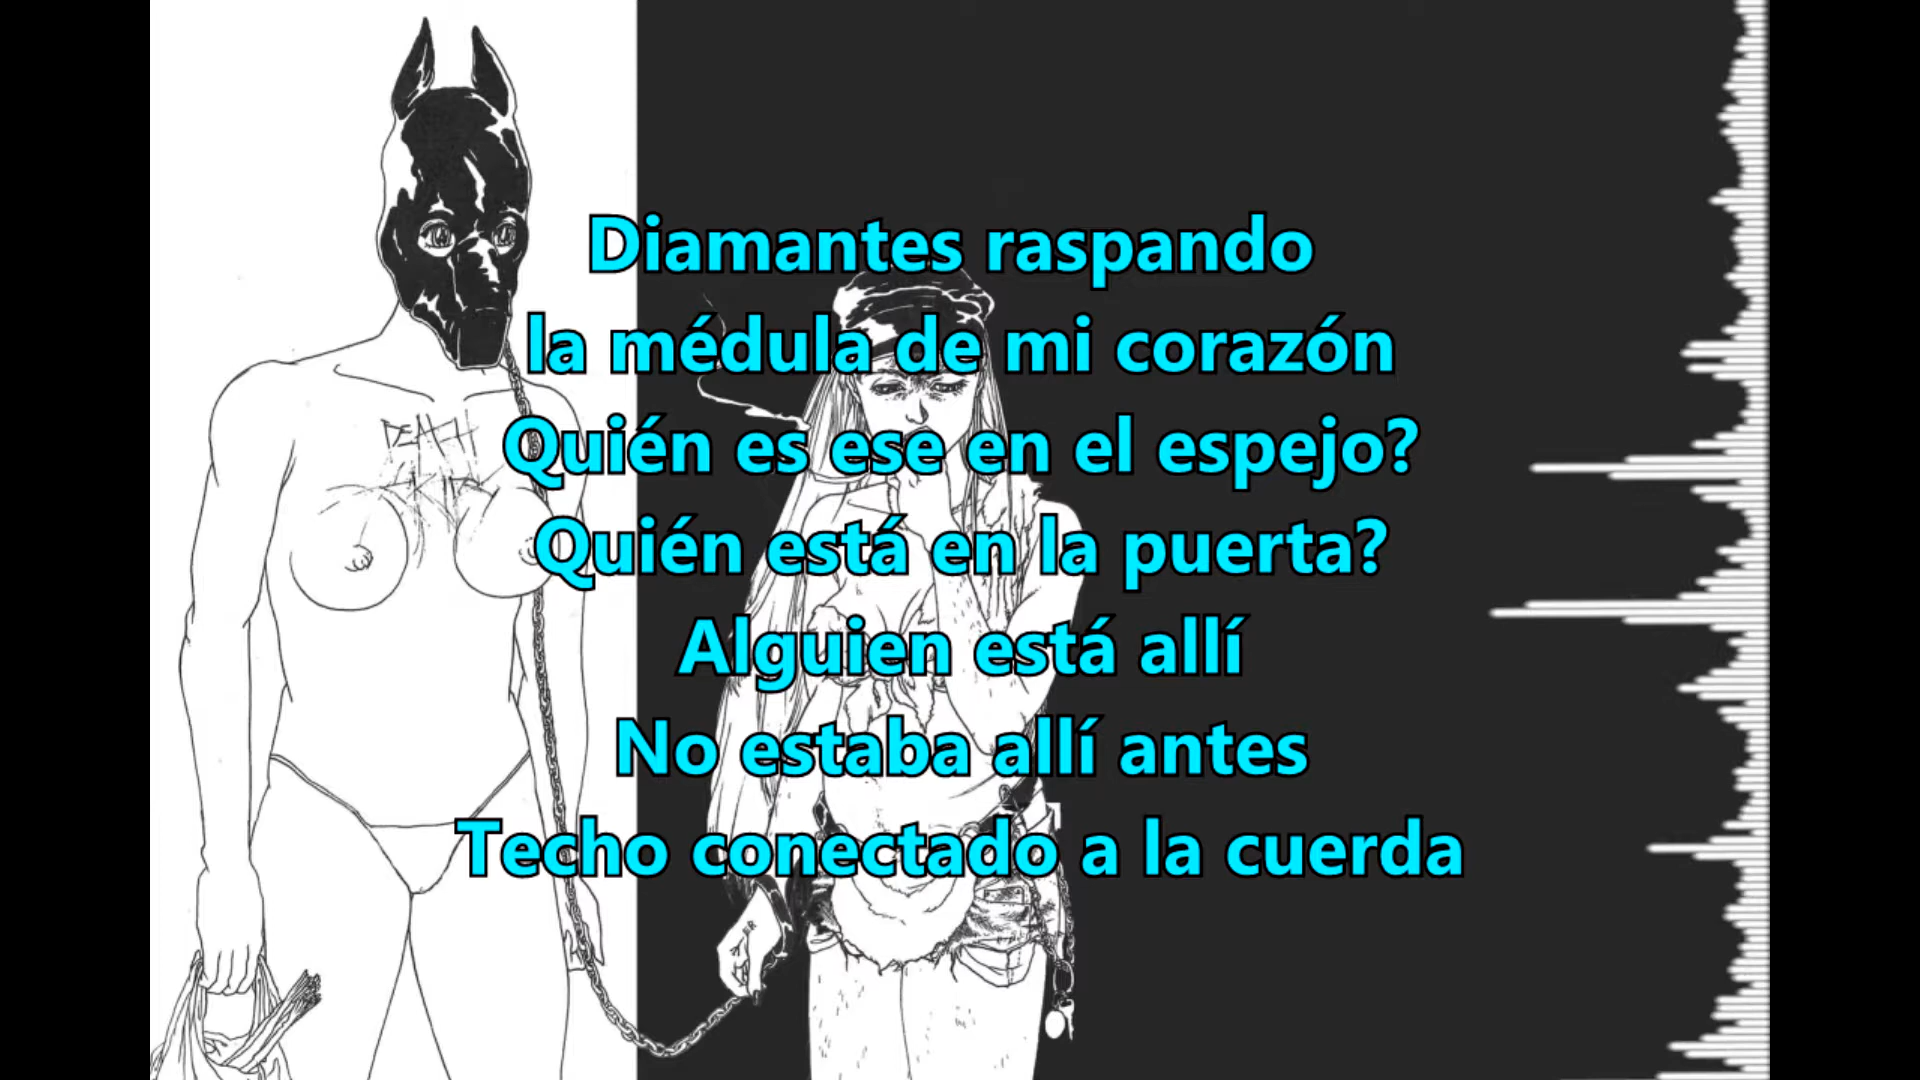 Diamantes raspando
la médula de mi corazón
Quién es ese en el espejo?
Quién está en la puerta?
Alguien está allí
No estaba allí antes
Techo conectado a la cuerda
DEATH